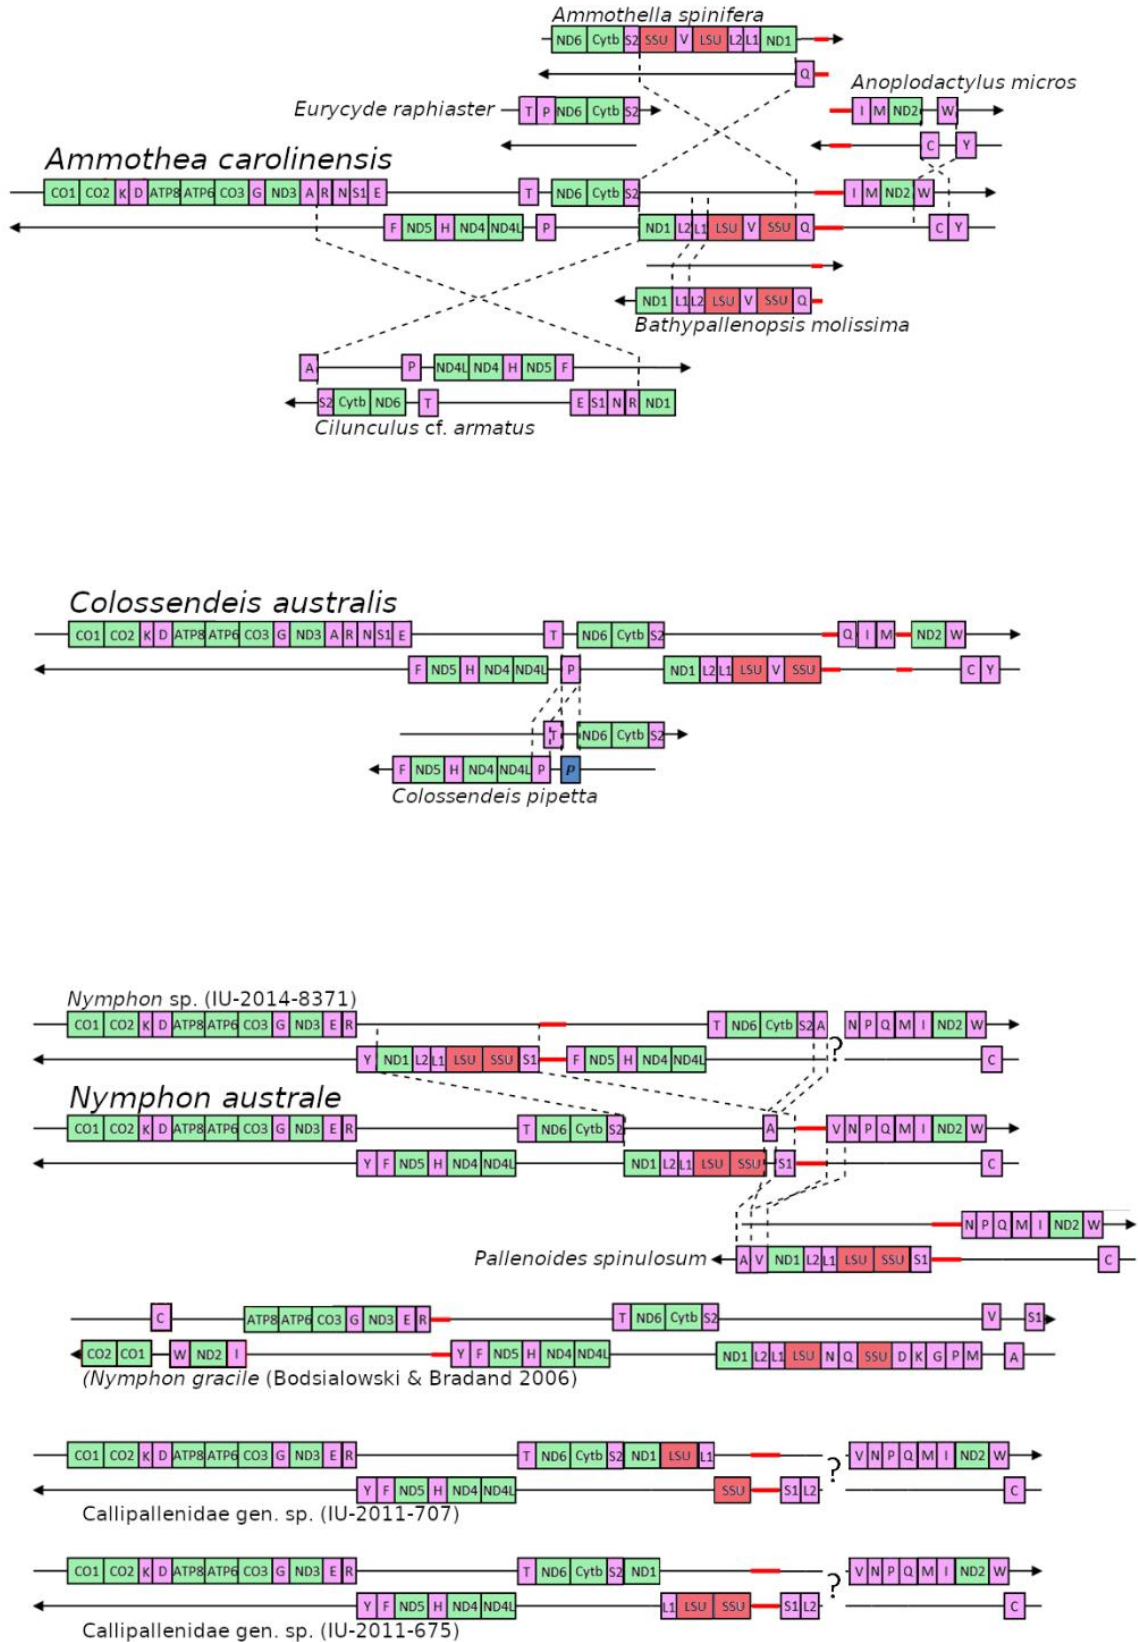 Ammothella spinifera
ND6 Cytb S2 SSU V LSU L2 L1 ND1
Q
Anoplodactylus micros
Eurycyde raphiaster T P ND6 Cytb S2
I M ND2 W
C Y
Ammothea carolinensis
CO1 CO2 K D ATP8 ATP6 CO3 G ND3 A R N S1 E T ND6 Cytb S2 I M ND2 W
F ND5 H ND4 ND4L P ND1 L2 L1 LSU V SSU Q C Y
ND1 L1 L2 LSU V SSU Q
Bathypallenopsis molissima
A P ND4L ND4 H ND5 F
S2 Cytb ND6 T E S1 N R ND1
Cilunculus cf. armatus
Colossendeis australis
CO1 CO2 K D ATP8 ATP6 CO3 G ND3 A R N S1 E T ND6 Cytb S2 Q I M ND2 W
F ND5 H ND4 ND4L P ND1 L2 L1 LSU V SSU C Y
T ND6 Cytb S2
F ND5 H ND4 ND4L P P
Colossendeis pipetta
Nymphon sp. (IU-2014-8371)
CO1 CO2 K D ATP8 ATP6 CO3 G ND3 E R T ND6 Cytb S2 A N P Q M I ND2 W
?
Y ND1 L2 L1 LSU SSU S1 F ND5 H ND4 ND4L C
Nymphon australe
CO1 CO2 K D ATP8 ATP6 CO3 G ND3 E R T ND6 Cytb S2 A V N P Q M I ND2 W
Y F ND5 H ND4 ND4L ND1 L2 L1 LSU SSU S1 C
N P Q M I ND2 W
Pallenoides spinulosum A V ND1 L2 L1 LSU SSU S1 C
C ATP8 ATP6 CO3 G ND3 E R T ND6 Cytb S2 V S1
CO2 CO1 W ND2 I Y F ND5 H ND4 ND4L ND1 L2 L1 LSU N Q SSU D K G P M A
(Nymphon gracile (Bodsialowski & Bradand 2006)
CO1 CO2 K D ATP8 ATP6 CO3 G ND3 E R T ND6 Cytb S2 ND1 LSU L1 V N P Q M I ND2 W
?
Y F ND5 H ND4 ND4L SSU S1 L2 C
Callipallenidae gen. sp. (IU-2011-707)
CO1 CO2 K D ATP8 ATP6 CO3 G ND3 E R T ND6 Cytb S2 ND1 V N P Q M I ND2 W
?
Y F ND5 H ND4 ND4L L1 LSU SSU S1 L2 C
Callipallenidae gen. sp. (IU-2011-675)